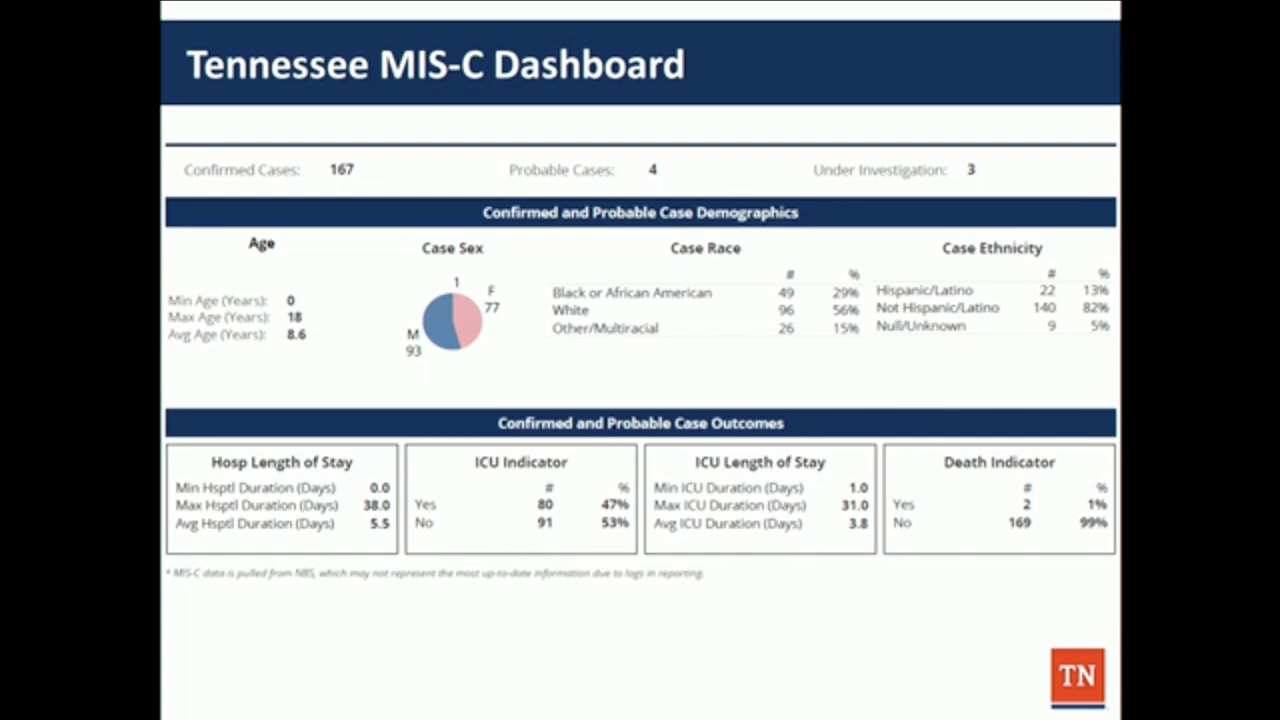 Tennessee MIS-C Dashboard
Confirmed Cases: 167 Probable Cases: 4 Under Investigation: 3
Confirmed and Probable Case Demographics
Age
Min Age (Years): 0
Max Age (Years): 18
Avg Age (Years): 8.6
Case Sex
1
F
77
M
93
Case Race
# %
Black or African American 49 29%
White 96 56%
Other/Multiracial 26 15%
Case Ethnicity
# %
Hispanic/Latino 22 13%
Not Hispanic/Latino 140 82%
Null/Unknown 9 5%
Confirmed and Probable Case Outcomes
Hosp Length of Stay
Min Hsptl Duration (Days) 0.0
Max Hsptl Duration (Days) 38.0
Avg Hsptl Duration (Days) 5.5
ICU Indicator
# %
Yes 80 47%
No 91 53%
ICU Length of Stay
Min ICU Duration (Days) 1.0
Max ICU Duration (Days) 31.0
Avg ICU Duration (Days) 3.8
Death Indicator
# %
Yes 2 1%
No 169 99%
* MIS-C data is pulled from NBS, which may not represent the most up-to-date information due to lags in reporting.
TN